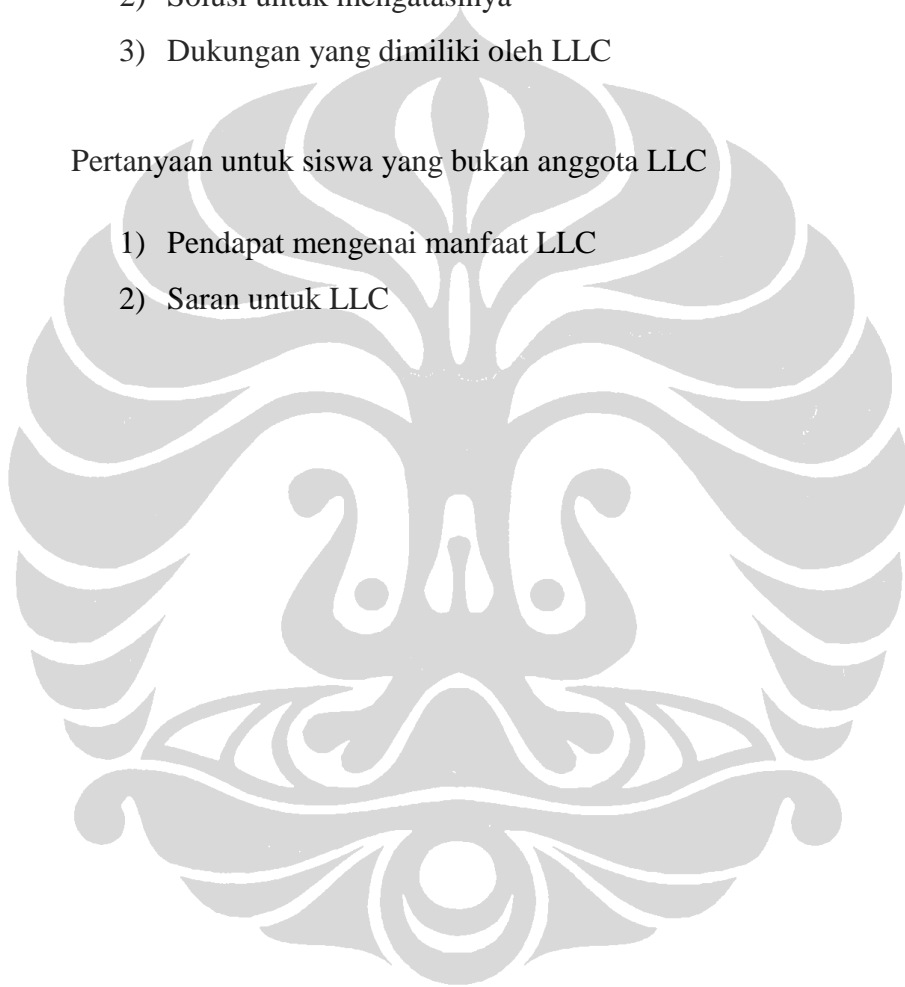 2) Solusi untuk mengatasinya
3) Dukungan yang dimiliki oleh LLC
Pertanyaan untuk siswa yang bukan anggota LLC
1) Pendapat mengenai manfaat LLC
2) Saran untuk LLC